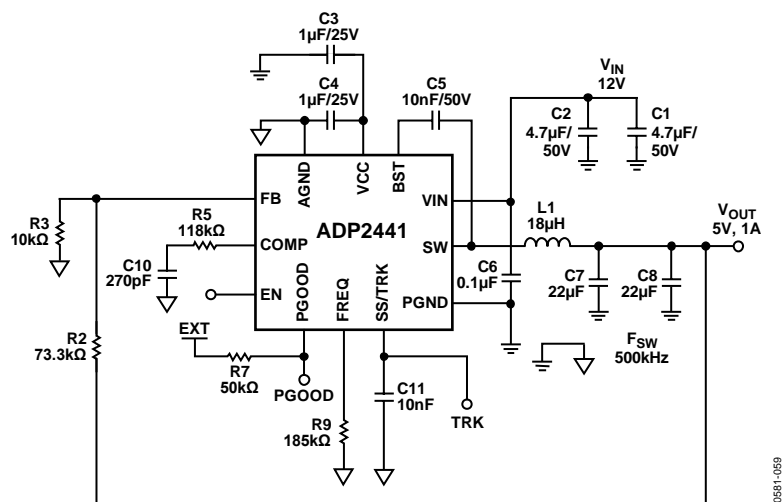 C3
1µF/25V
C4
1µF/25V
C5
10nF/50V
VIN
12V
C2
4.7µF/
50V
C1
4.7µF/
50V
AGND
VCC
BST
FB
VIN
ADP2441
R3
10kΩ
R5
118kΩ
COMP
SW
L1
18µH
VOUT
5V, 1A
C10
270pF
EN
PGOOD
FREQ
SS/TRK
PGND
C6
0.1µF
C7
22µF
C8
22µF
R2
73.3kΩ
EXT
R7
50kΩ
PGOOD
FSW
500kHz
C11
10nF
TRK
R9
185kΩ
0581-059